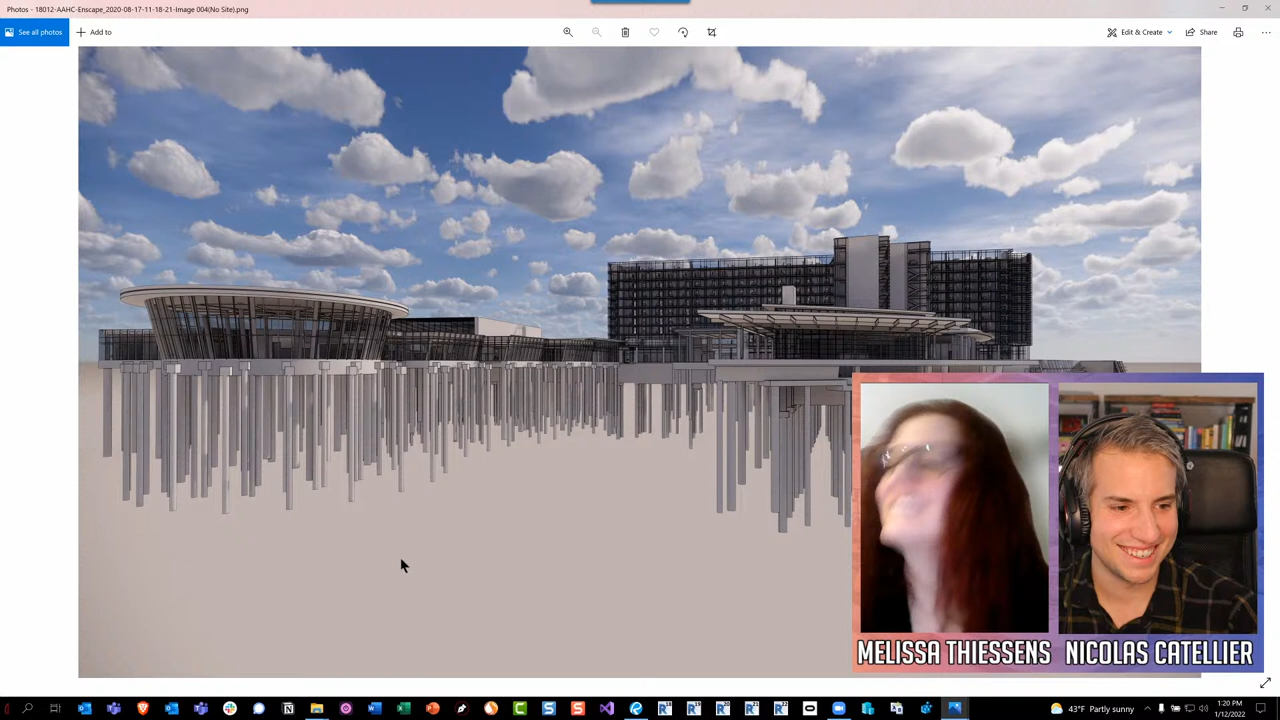 Photos - 18012-AAHC-Enscape_2020-08-17-11-18-21-Image 004(No Site).png
See all photos
Add to
Edit & Create
Share
MELISSA THIESSENS
NICOLAS CATELLIER
43°F Partly sunny
1:20 PM
1/12/2022